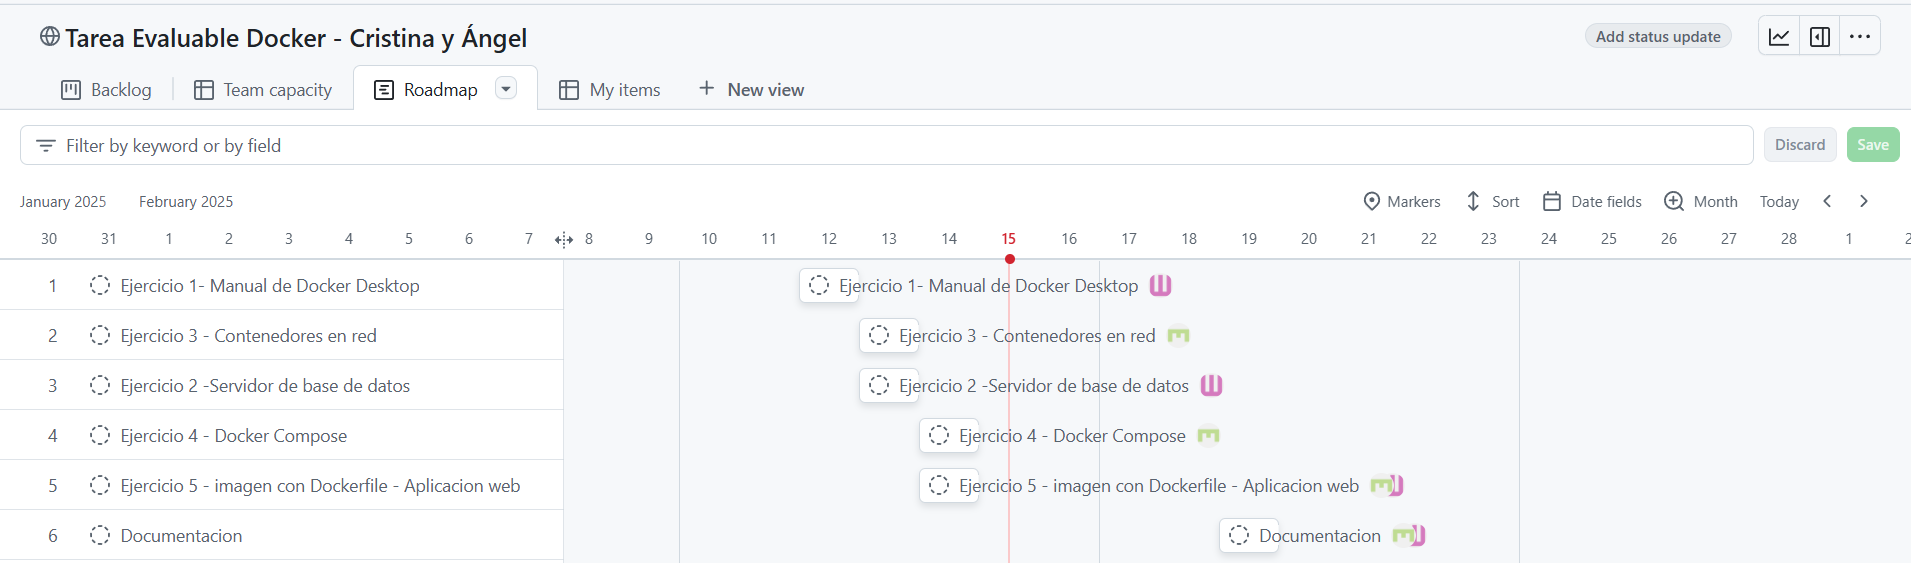 Tarea Evaluable Docker - Cristina y Ángel
Add status update
Backlog Team capacity Roadmap My items + New view
Filter by keyword or by field
Discard Save
January 2025 February 2025 Markers Sort Date fields Month Today
30 31 1 2 3 4 5 6 7 8 9 10 11 12 13 14 15 16 17 18 19 20 21 22 23 24 25 26 27 28 1 2
1 Ejercicio 1- Manual de Docker Desktop Ejercicio 1- Manual de Docker Desktop
2 Ejercicio 3 - Contenedores en red Ejercicio 3 - Contenedores en red
3 Ejercicio 2 -Servidor de base de datos Ejercicio 2 -Servidor de base de datos
4 Ejercicio 4 - Docker Compose Ejercicio 4 - Docker Compose
5 Ejercicio 5 - imagen con Dockerfile - Aplicacion web Ejercicio 5 - imagen con Dockerfile - Aplicacion web
6 Documentacion Documentacion